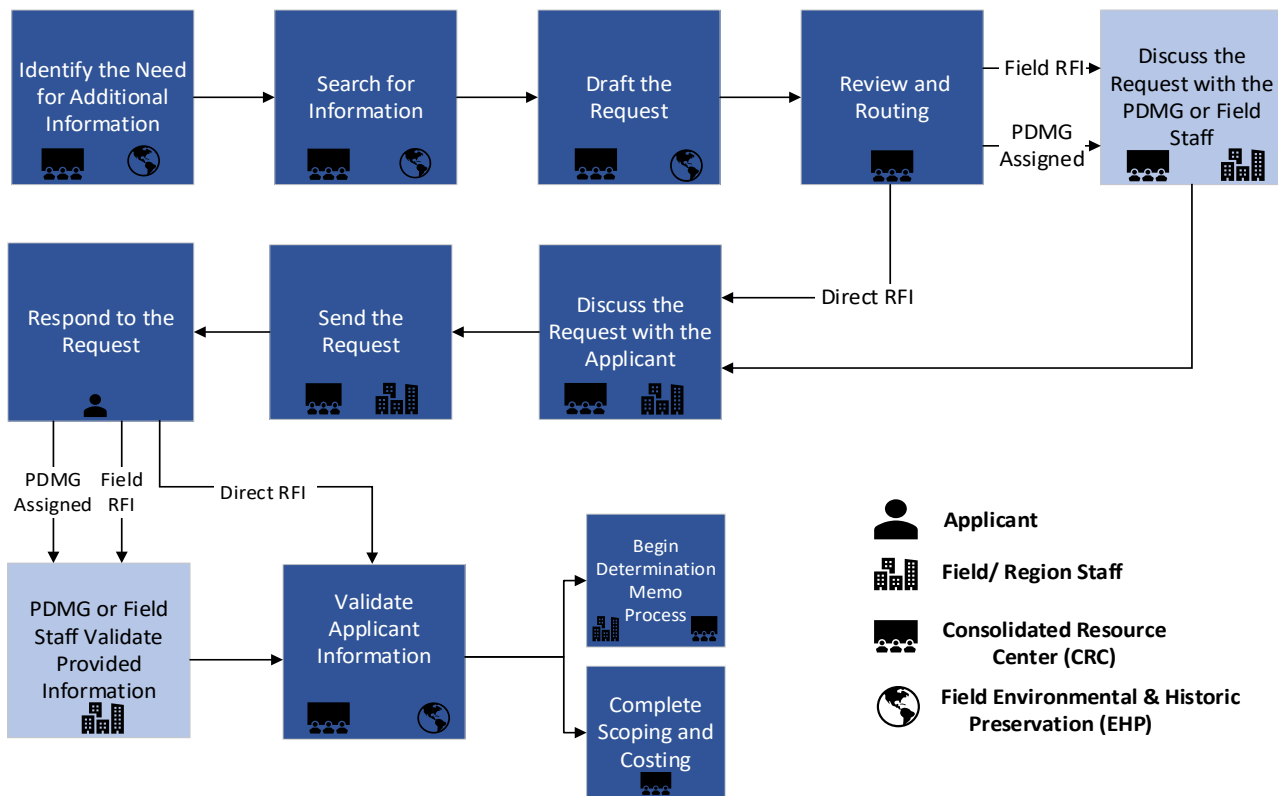 Identify the Need
for Additional
Information
Search for
Information
Draft the
Request
Review and
Routing
Field RFI
PDMG
Assigned
Discuss the
Request with the
PDMG or Field
Staff
Respond to the
Request
Send the
Request
Discuss the
Request with the
Applicant
Direct RFI
PDMG
Assigned
Field
RFI
Direct RFI
PDMG or Field
Staff Validate
Provided
Information
Validate
Applicant
Information
Begin
Determination
Memo
Process
Complete
Scoping and
Costing
Applicant
Field/ Region Staff
Consolidated Resource
Center (CRC)
Field Environmental & Historic
Preservation (EHP)